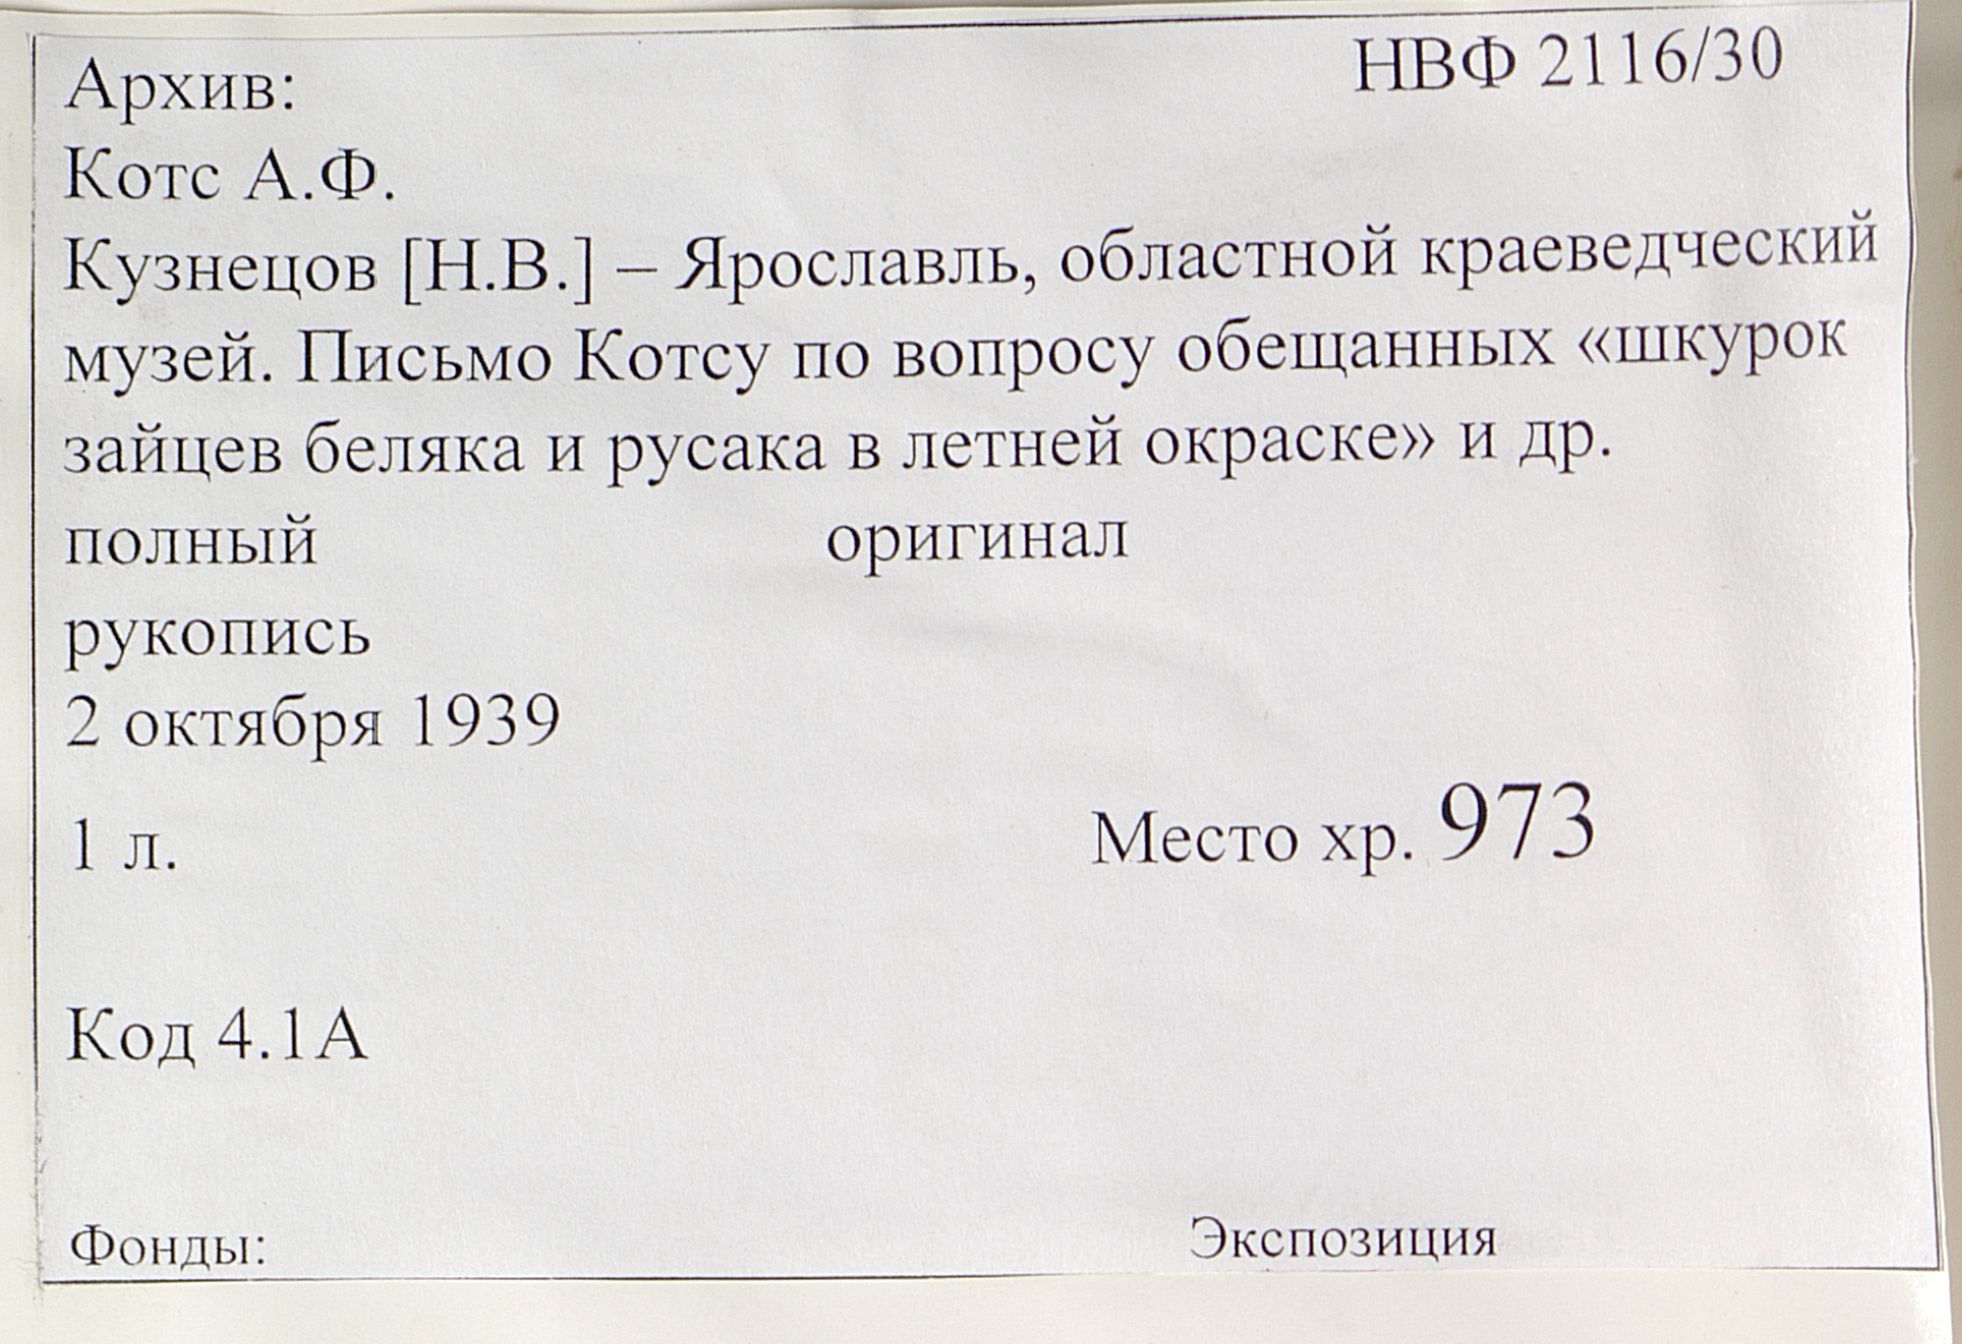 Архив: НВФ 2116/30
Котс А.Ф.
Кузнецов [Н.В.] – Ярославль, областной краеведческий
музей. Письмо Котсу по вопросу обещанных «шкурок
зайцев беляка и русака в летней окраске» и др.
полный оригинал
рукопись
2 октября 1939
1 л. Место хр. 973
Код 4.1А
Фонды: Экспозиция